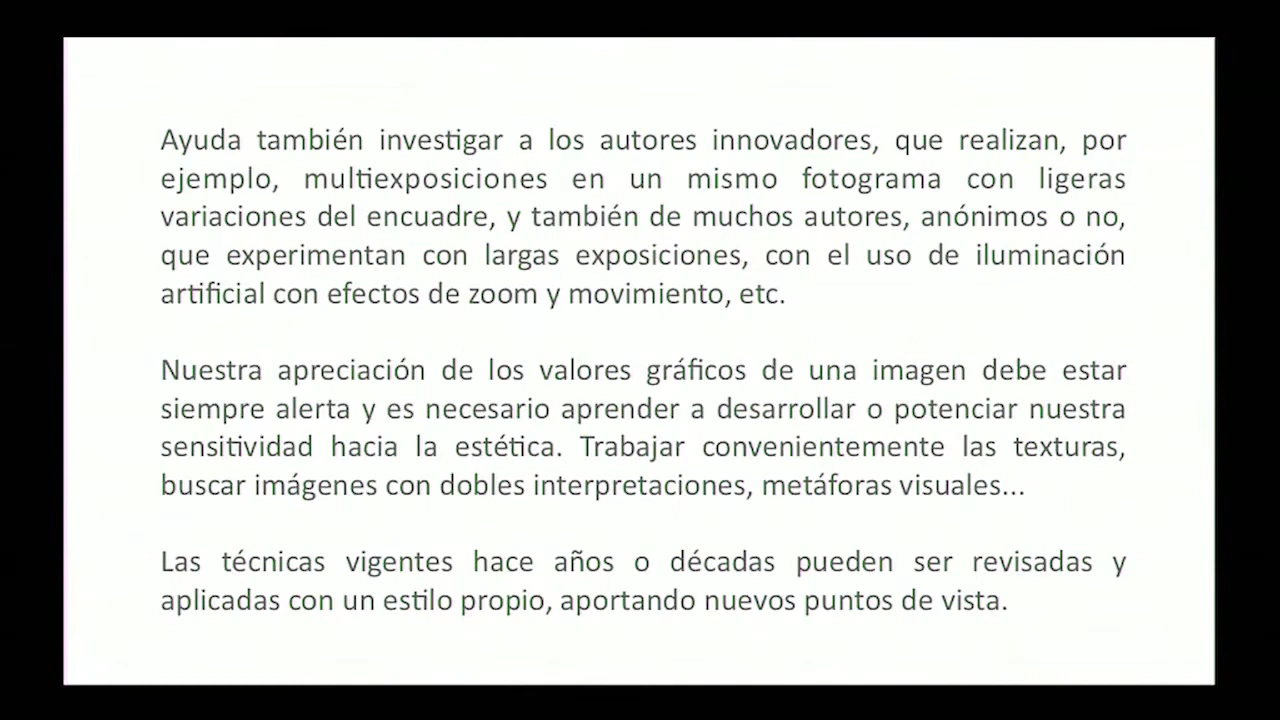 Ayuda también investigar a los autores innovadores, que realizan, por
ejemplo, multiexposiciones en un mismo fotograma con ligeras
variaciones del encuadre, y también de muchos autores, anónimos o no,
que experimentan con largas exposiciones, con el uso de iluminación
artificial con efectos de zoom y movimiento, etc.
Nuestra apreciación de los valores gráficos de una imagen debe estar
siempre alerta y es necesario aprender a desarrollar o potenciar nuestra
sensitividad hacia la estética. Trabajar convenientemente las texturas,
buscar imágenes con dobles interpretaciones, metáforas visuales...
Las técnicas vigentes hace años o décadas pueden ser revisadas y
aplicadas con un estilo propio, aportando nuevos puntos de vista.